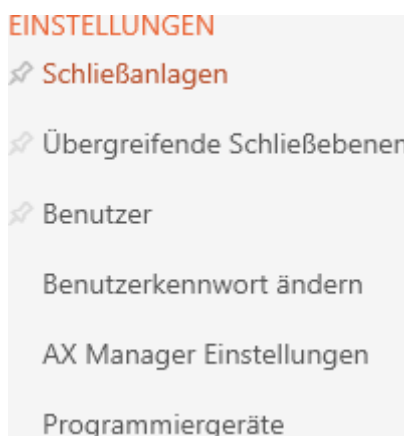 EINSTELLUNGEN
Schließanlagen
Übergreifende Schließebenen
Benutzer
Benutzerkennwort ändern
AX Manager Einstellungen
Programmiergeräte